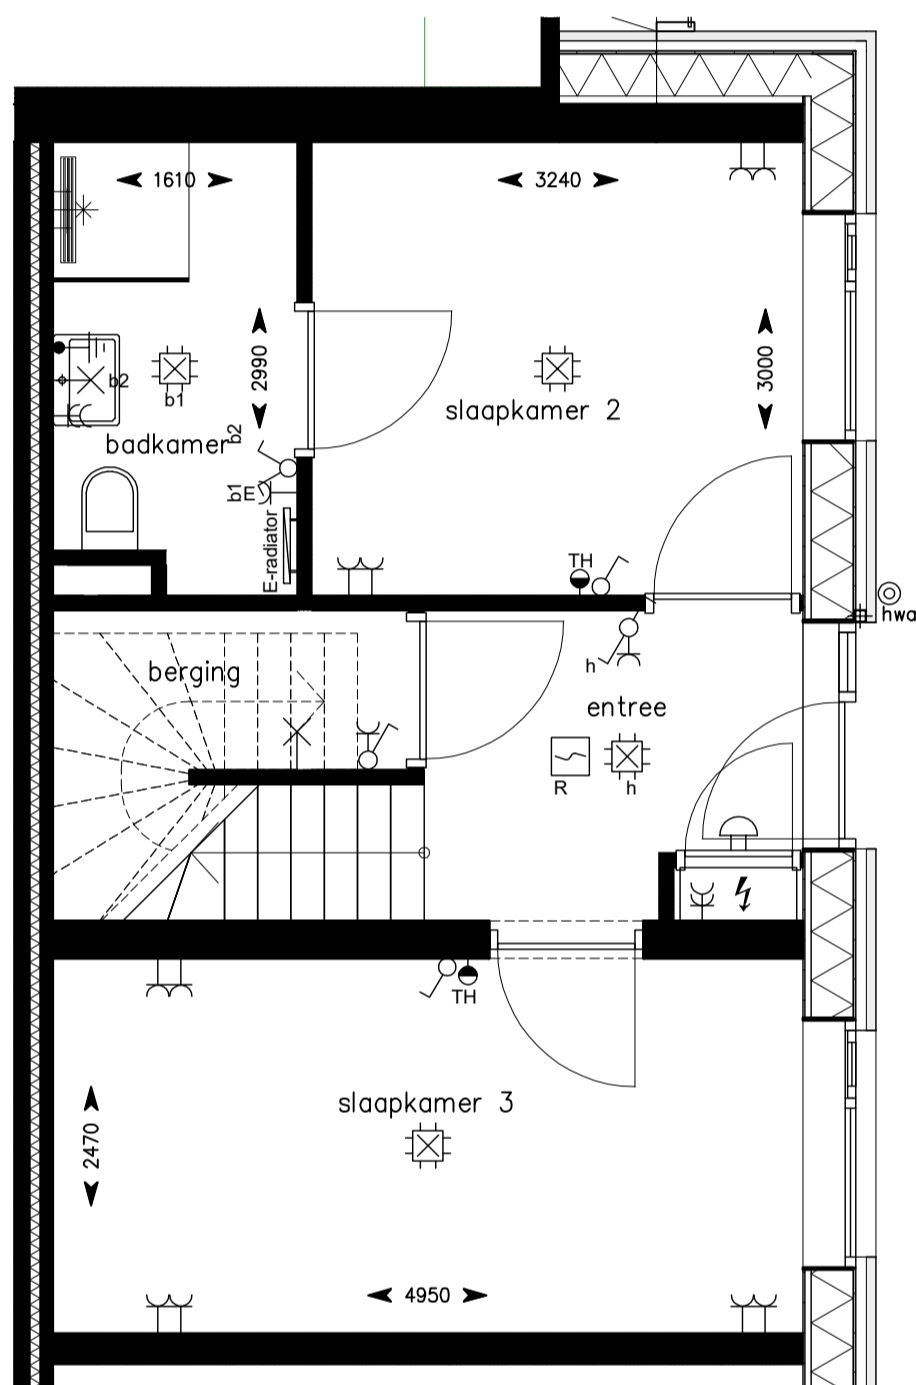 1610
3240
2990
3000
b2
b1
slaapkamer 2
badkamer
b2
b1
E
E-radiator
TH
hwa
h
berging
entree
R
h
TH
slaapkamer 3
2470
4950